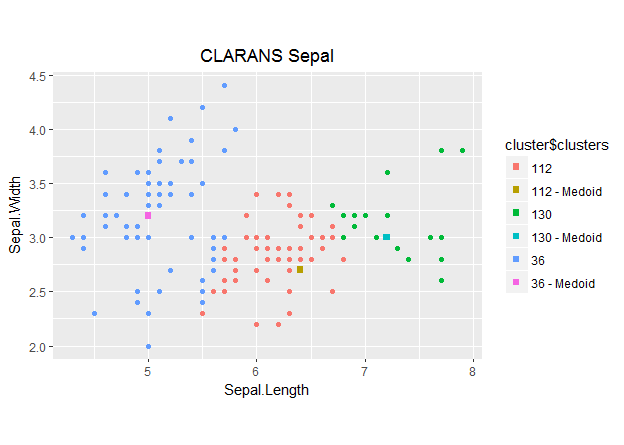 CLARANS Sepal
4.5
4.0
3.5
3.0
2.5
2.0
Sepal.Width
5
6
7
8
Sepal.Length
cluster$clusters
112
112 - Medoid
130
130 - Medoid
36
36 - Medoid